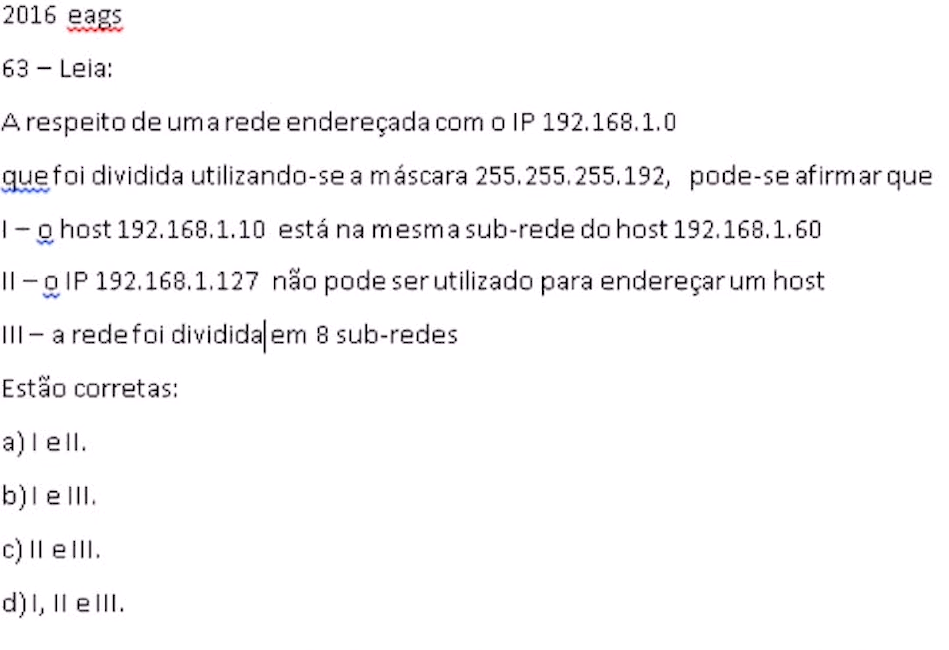 2016 eags
63 – Leia:
A respeito de uma rede endereçada com o IP 192.168.1.0
que foi dividida utilizando-se a máscara 255.255.255.192, pode-se afirmar que
I – o host 192.168.1.10 está na mesma sub-rede do host 192.168.1.60
II – o IP 192.168.1.127 não pode ser utilizado para endereçar um host
III – a rede foi dividida em 8 sub-redes
Estão corretas:
a) I e II.
b) I e III.
c) II e III.
d) I, II e III.